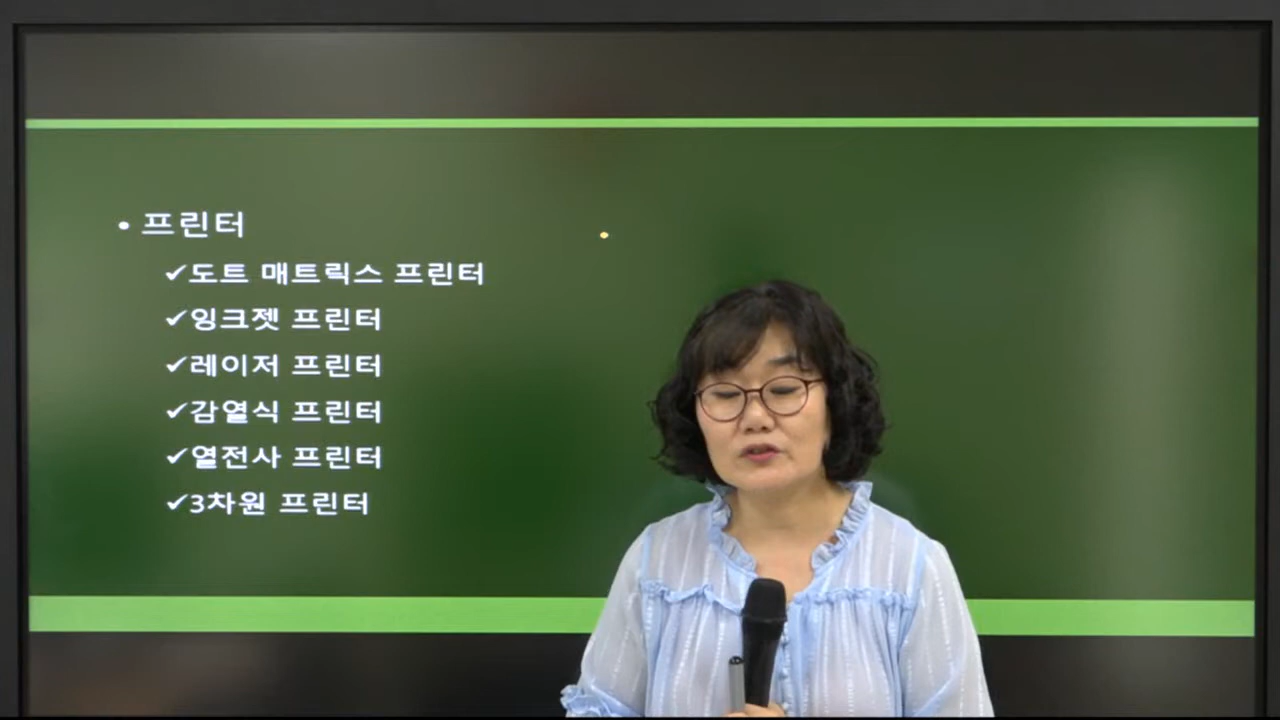 • 프린터
✓도트 매트릭스 프린터
✓잉크젯 프린터
✓레이저 프린터
✓감열식 프린터
✓열전사 프린터
✓3차원 프린터